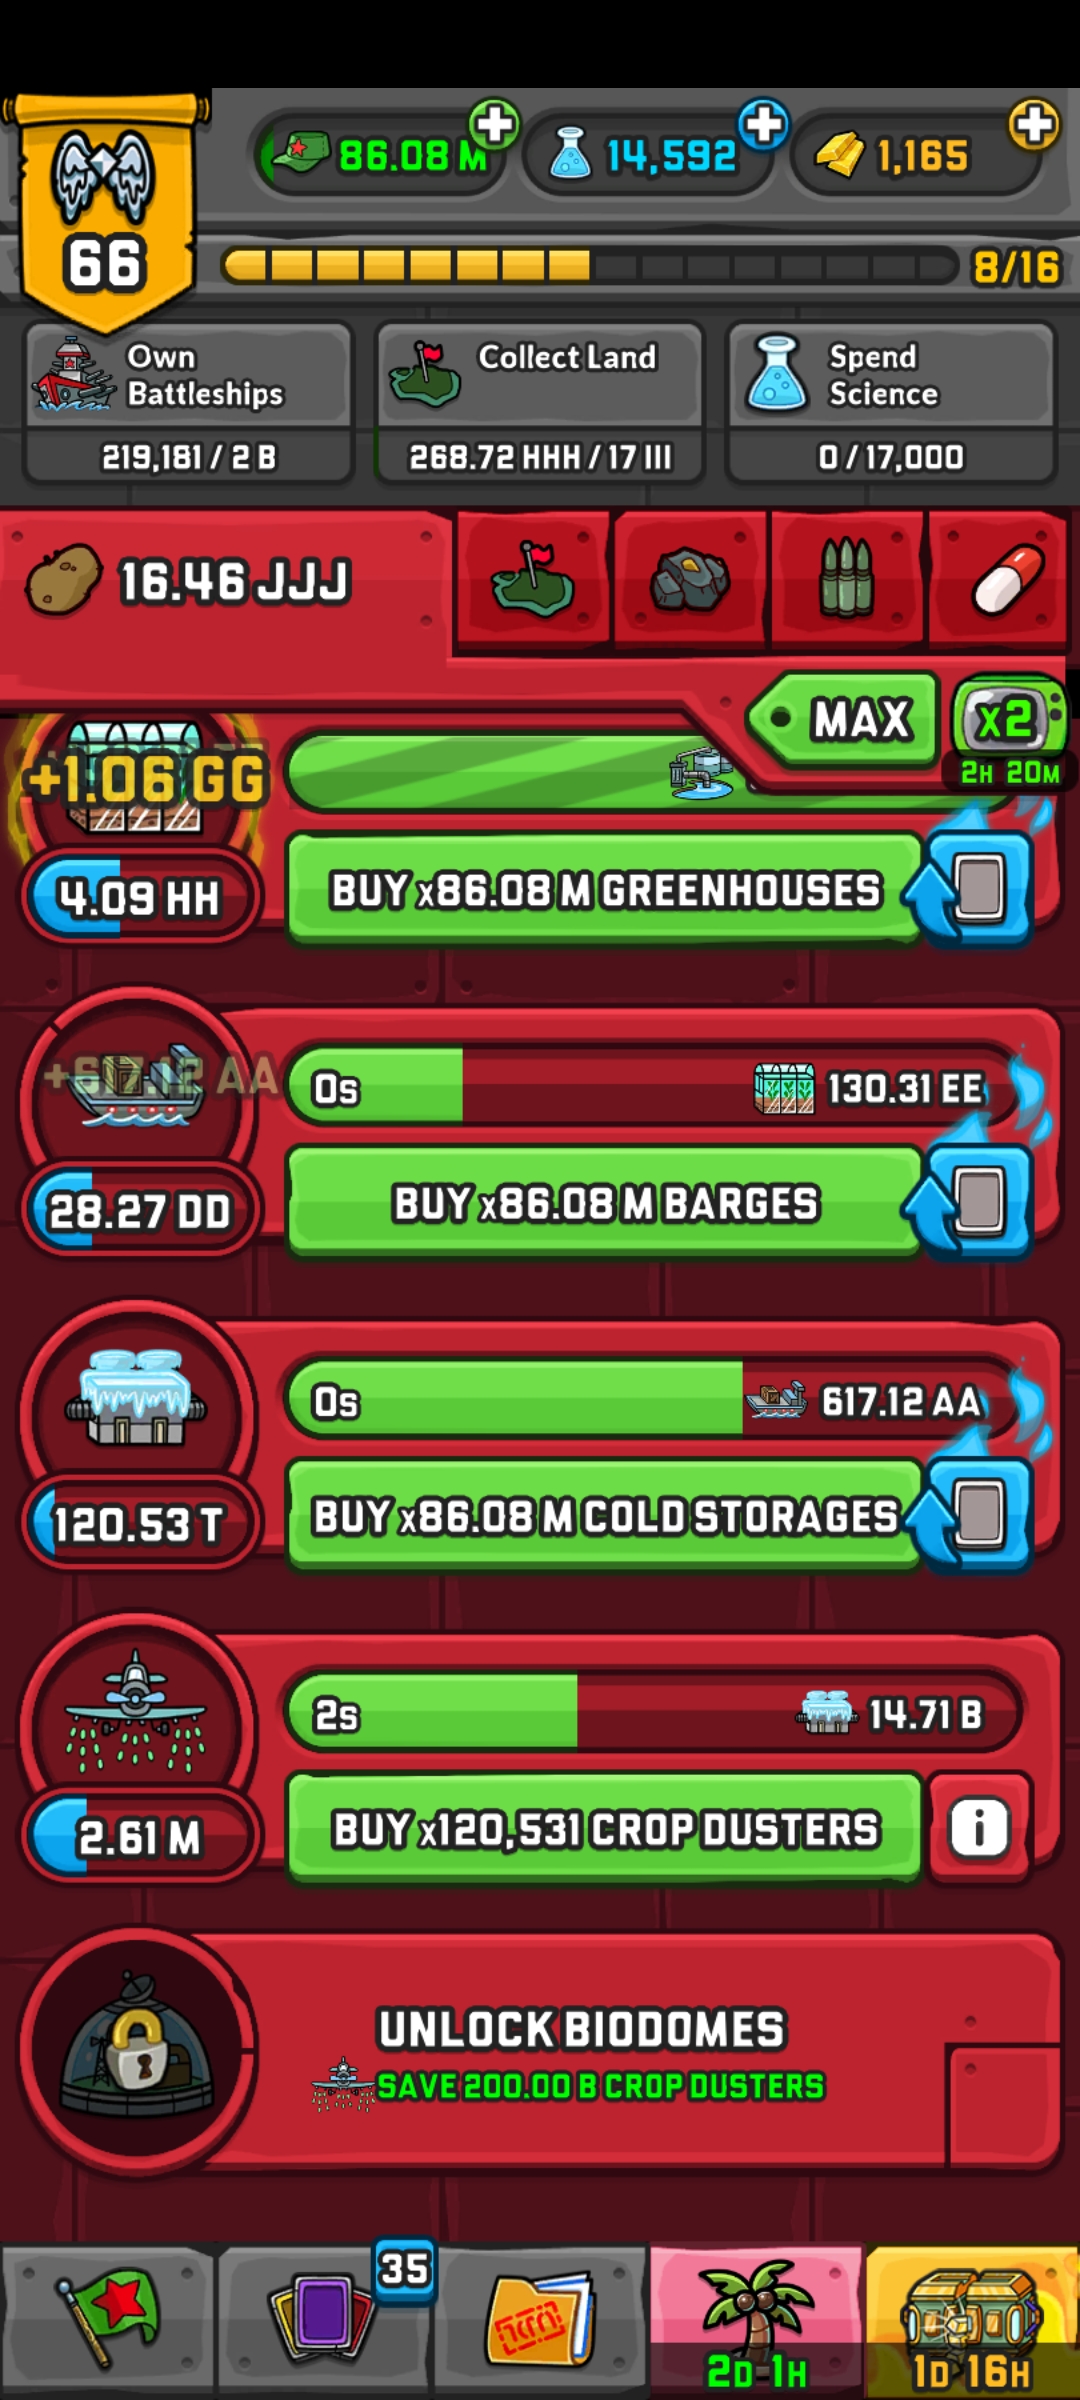 86.08 M
14,592
1,165
66
8/16
Own
Battleships
219,181 / 2 B
Collect Land
268.72 HHH / 17 III
Spend
Science
0 / 17,000
16.46 JJJ
MAX
x2
2H 20M
+1.06 GG
4.09 HH
BUY x86.08 M GREENHOUSES
+617.12 AA
0s
130.31 EE
28.27 DD
BUY x86.08 M BARGES
0s
617.12 AA
120.53 T
BUY x86.08 M COLD STORAGES
2s
14.71 B
2.61 M
BUY x120,531 CROP DUSTERS
i
UNLOCK BIODOMES
SAVE 200.00 B CROP DUSTERS
35
2D 1H
1D 16H